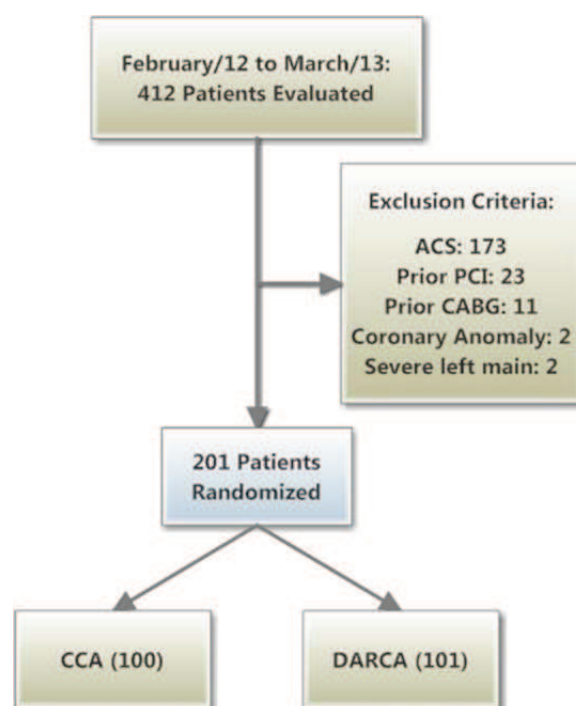 February/12 to March/13:
412 Patients Evaluated
Exclusion Criteria:
ACS: 173
Prior PCI: 23
Prior CABG: 11
Coronary Anomaly: 2
Severe left main: 2
201 Patients
Randomized
CCA (100)
DARCA (101)